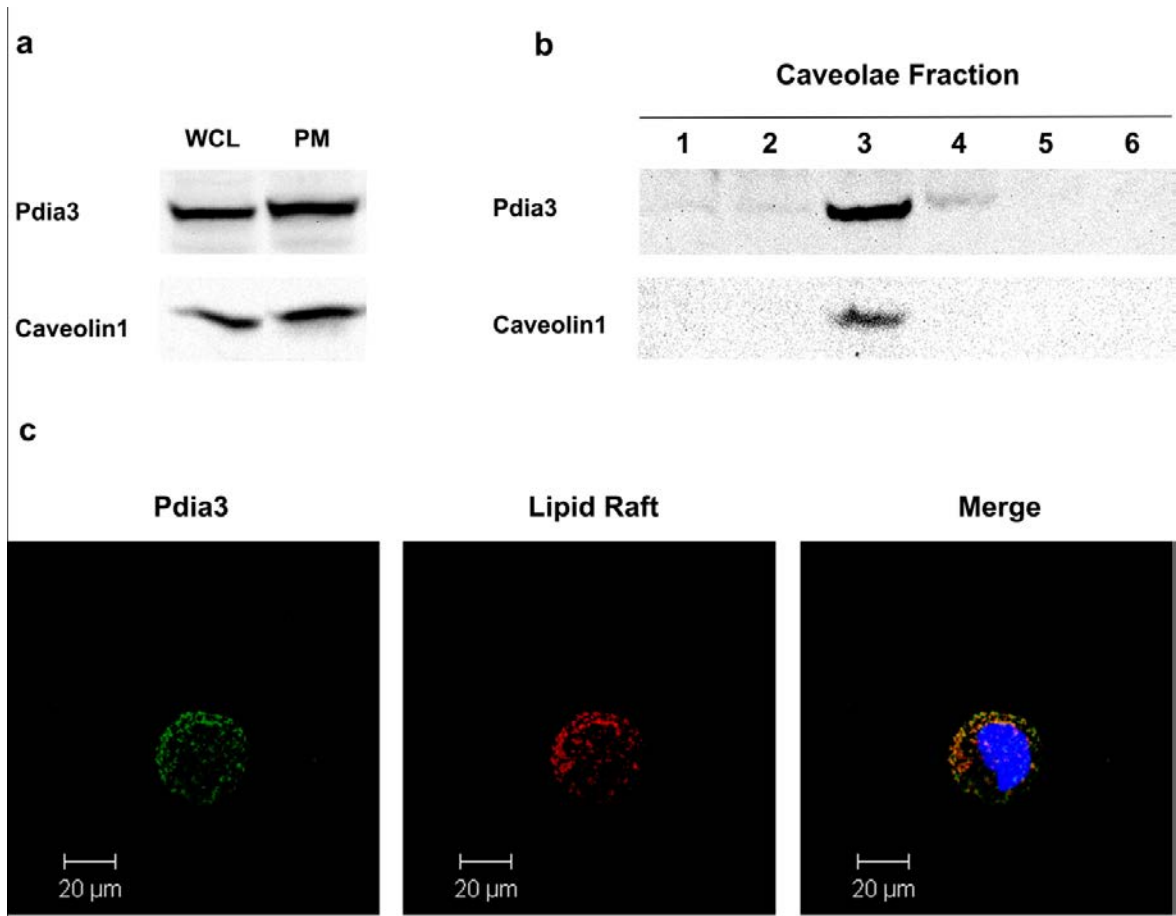 a
WCL PM
Pdia3
Caveolin1
b
Caveolae Fraction
1 2 3 4 5 6
Pdia3
Caveolin1
c
Pdia3 Lipid Raft Merge
20 µm 20 µm 20 µm